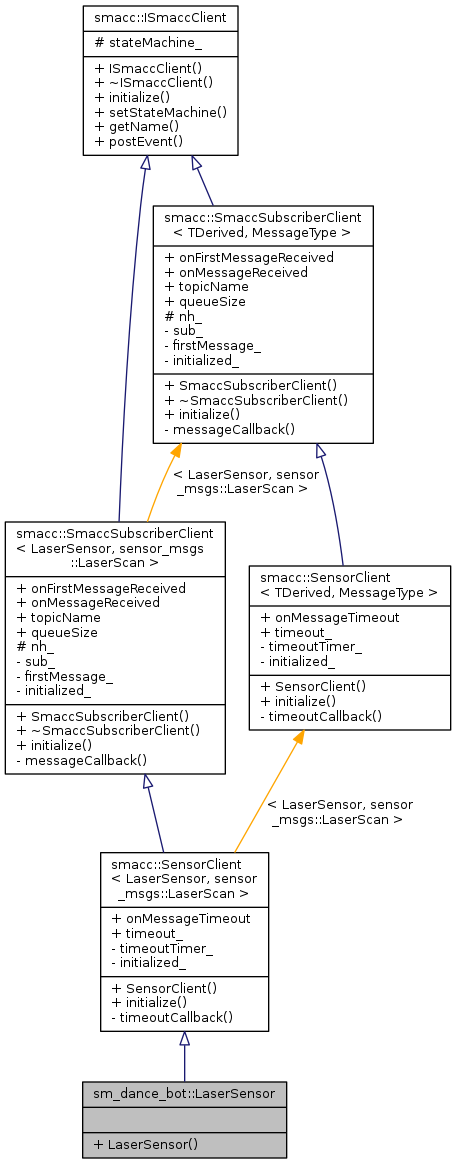 smacc::ISmaccClient
# stateMachine_
+ ISmaccClient()
+ ~ISmaccClient()
+ initialize()
+ setStateMachine()
+ getName()
+ postEvent()
smacc::SmaccSubscriberClient
< TDerived, MessageType >
+ onFirstMessageReceived
+ onMessageReceived
+ topicName
+ queueSize
# nh_
- sub_
- firstMessage_
- initialized_
+ SmaccSubscriberClient()
+ ~SmaccSubscriberClient()
+ initialize()
- messageCallback()
< LaserSensor, sensor
_msgs::LaserScan >
smacc::SmaccSubscriberClient
< LaserSensor, sensor_msgs
::LaserScan >
+ onFirstMessageReceived
+ onMessageReceived
+ topicName
+ queueSize
# nh_
- sub_
- firstMessage_
- initialized_
+ SmaccSubscriberClient()
+ ~SmaccSubscriberClient()
+ initialize()
- messageCallback()
smacc::SensorClient
< TDerived, MessageType >
+ onMessageTimeout
+ timeout_
- timeoutTimer_
- initialized_
+ SensorClient()
+ initialize()
- timeoutCallback()
< LaserSensor, sensor
_msgs::LaserScan >
smacc::SensorClient
< LaserSensor, sensor
_msgs::LaserScan >
+ onMessageTimeout
+ timeout_
- timeoutTimer_
- initialized_
+ SensorClient()
+ initialize()
- timeoutCallback()
sm_dance_bot::LaserSensor
+ LaserSensor()